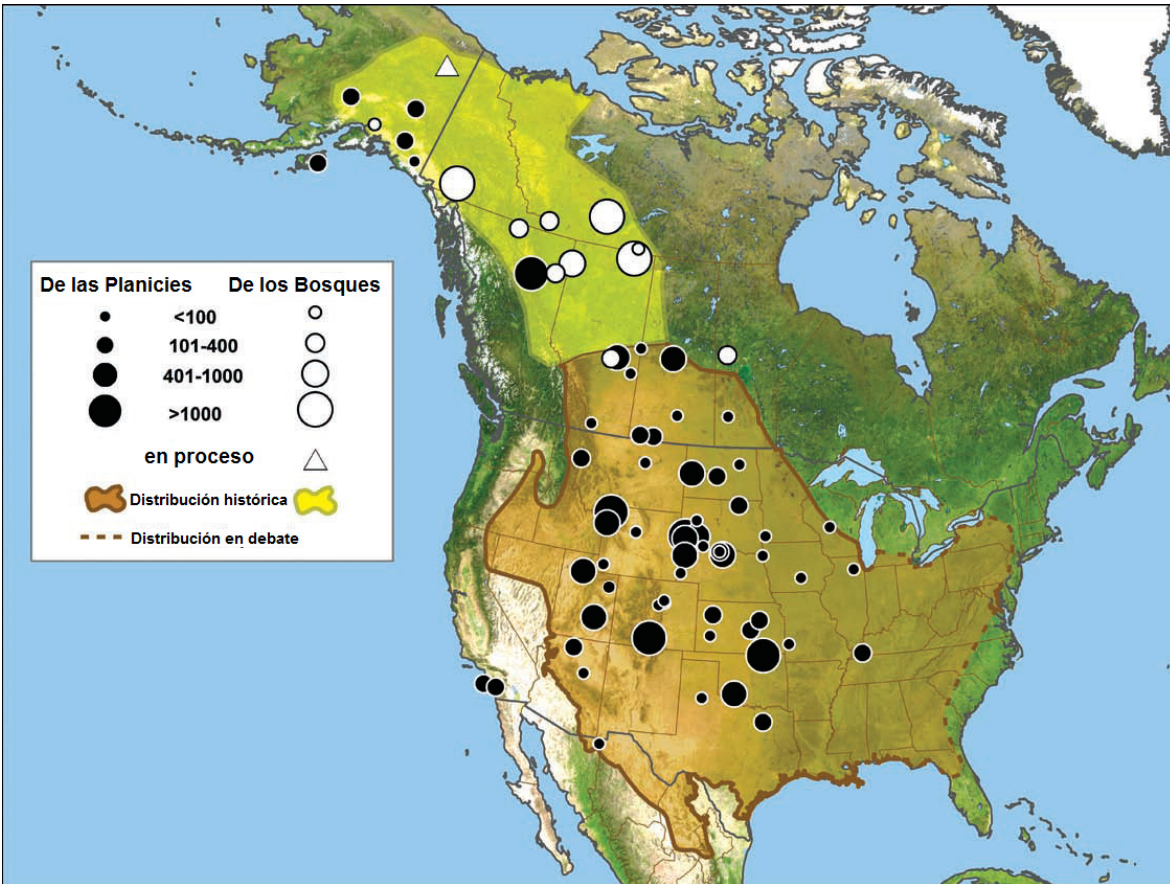 De las Planicies De los Bosques
<100
101-400
401-1000
>1000
en proceso
Distribución histórica
Distribución en debate